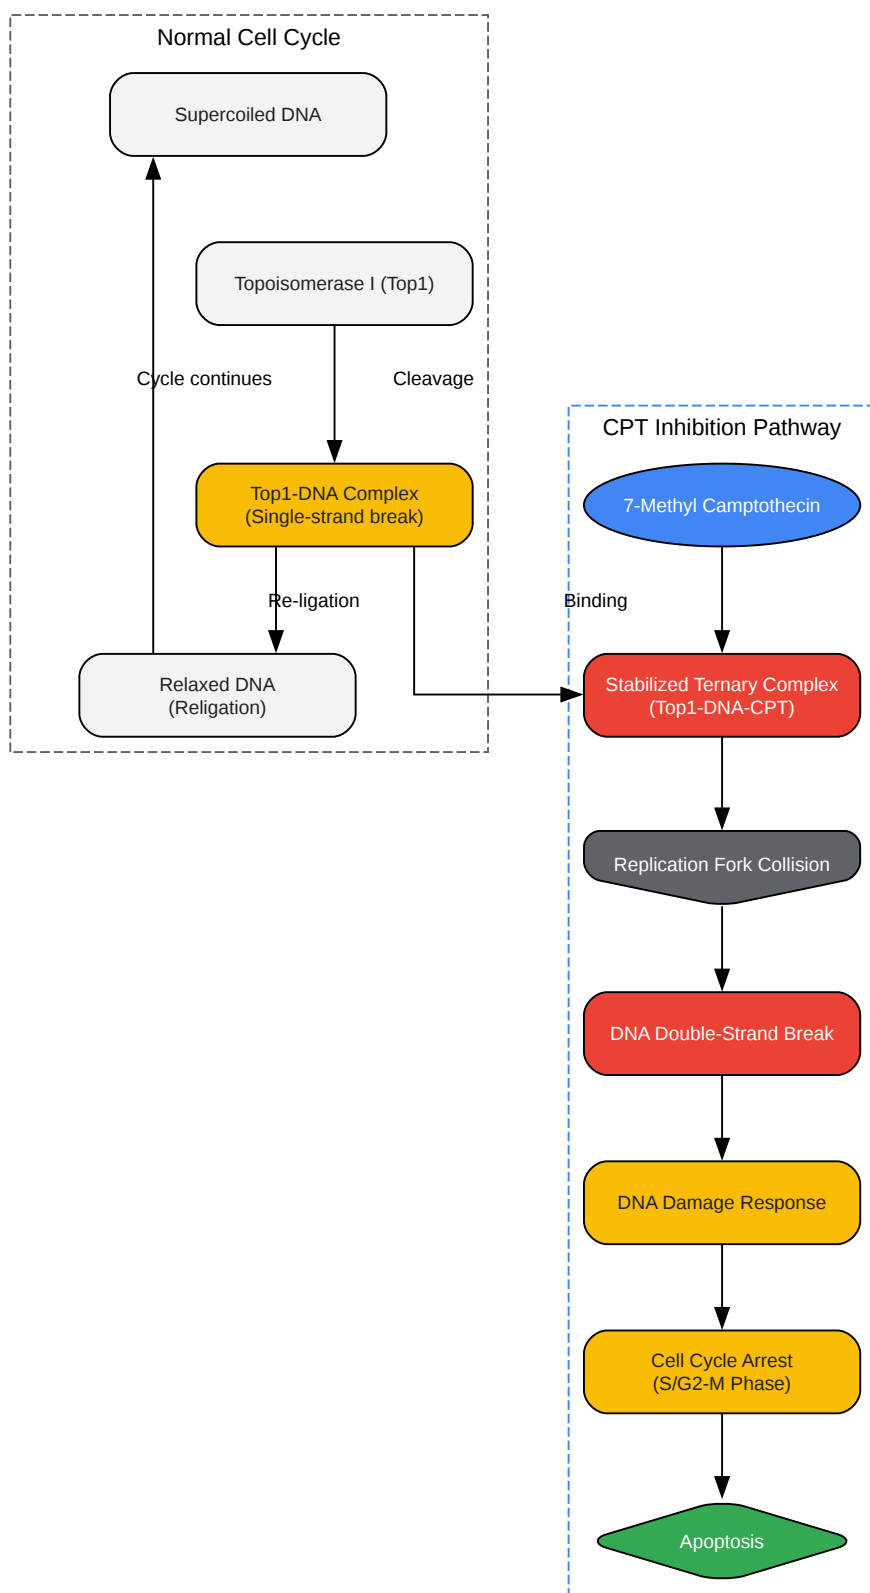 Normal Cell Cycle
Supercoiled DNA
Topoisomerase I (Top1)
Cycle continues
Cleavage
Top1-DNA Complex
(Single-strand break)
Re-ligation
Relaxed DNA
(Religation)
CPT Inhibition Pathway
7-Methyl Camptothecin
Binding
Stabilized Ternary Complex
(Top1-DNA-CPT)
Replication Fork Collision
DNA Double-Strand Break
DNA Damage Response
Cell Cycle Arrest
(S/G2-M Phase)
Apoptosis